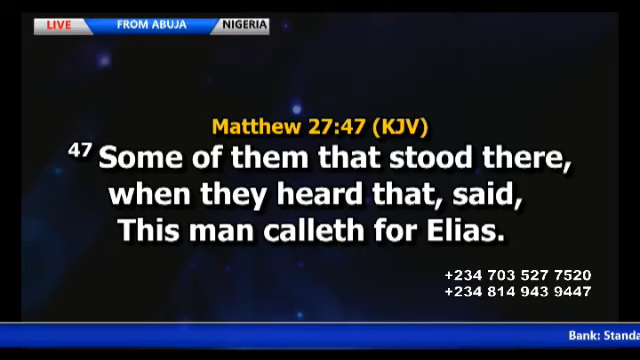 LIVE FROM ABUJA NIGERIA
Matthew 27:47 (KJV)
47 Some of them that stood there,
when they heard that, said,
This man calleth for Elias.
+234 703 527 7520
+234 814 943 9447
Bank: Standa